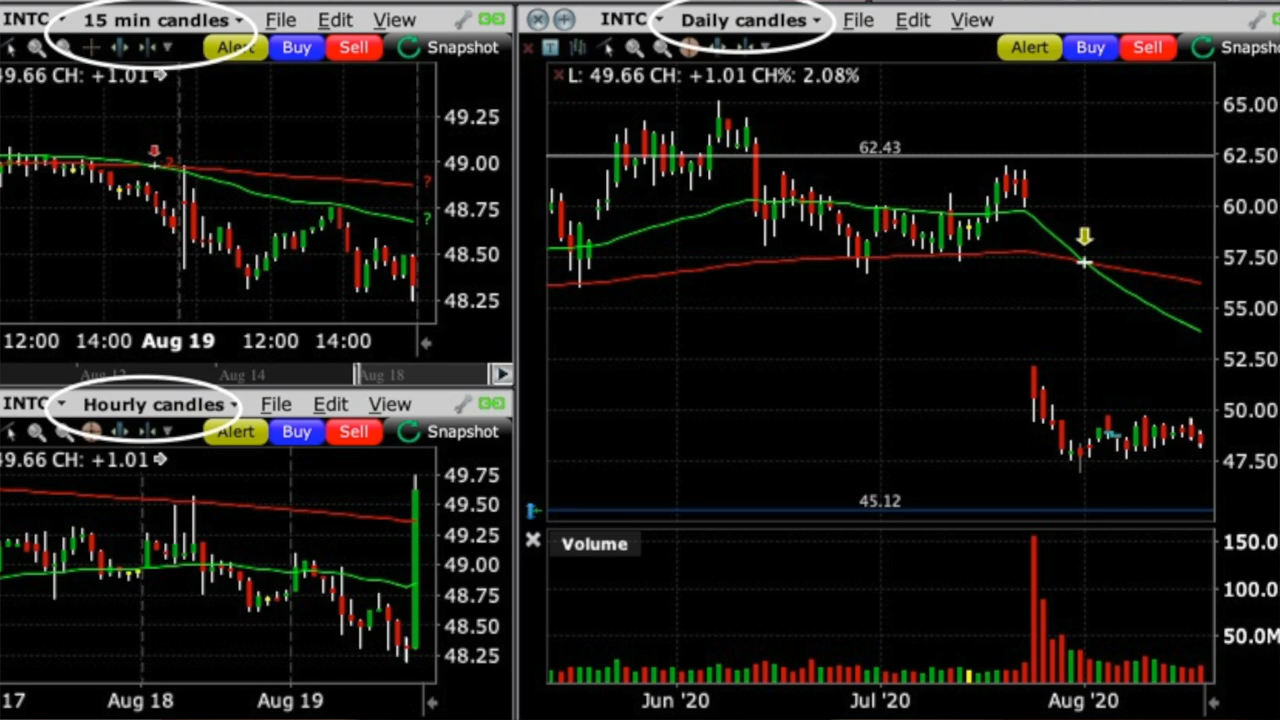 INTC 15 min candles File Edit View
Alert Buy Sell Snapshot
49.66 CH: +1.01
49.25
49.00
48.75
48.50
48.25
?
?
?
12:00 14:00 Aug 19 12:00 14:00
Aug 12 Aug 14 Aug 18
INTC Hourly candles File Edit View
Alert Buy Sell Snapshot
49.66 CH: +1.01
49.75
49.50
49.25
49.00
48.75
48.50
48.25
17 Aug 18 Aug 19
INTC Daily candles File Edit View
Alert Buy Sell Snapsh
L: 49.66 CH: +1.01 CH%: 2.08%
65.00
62.43
62.50
60.00
57.50
55.00
52.50
50.00
47.50
45.12
Volume
150.0
100.0
50.0M
Jun '20 Jul '20 Aug '20